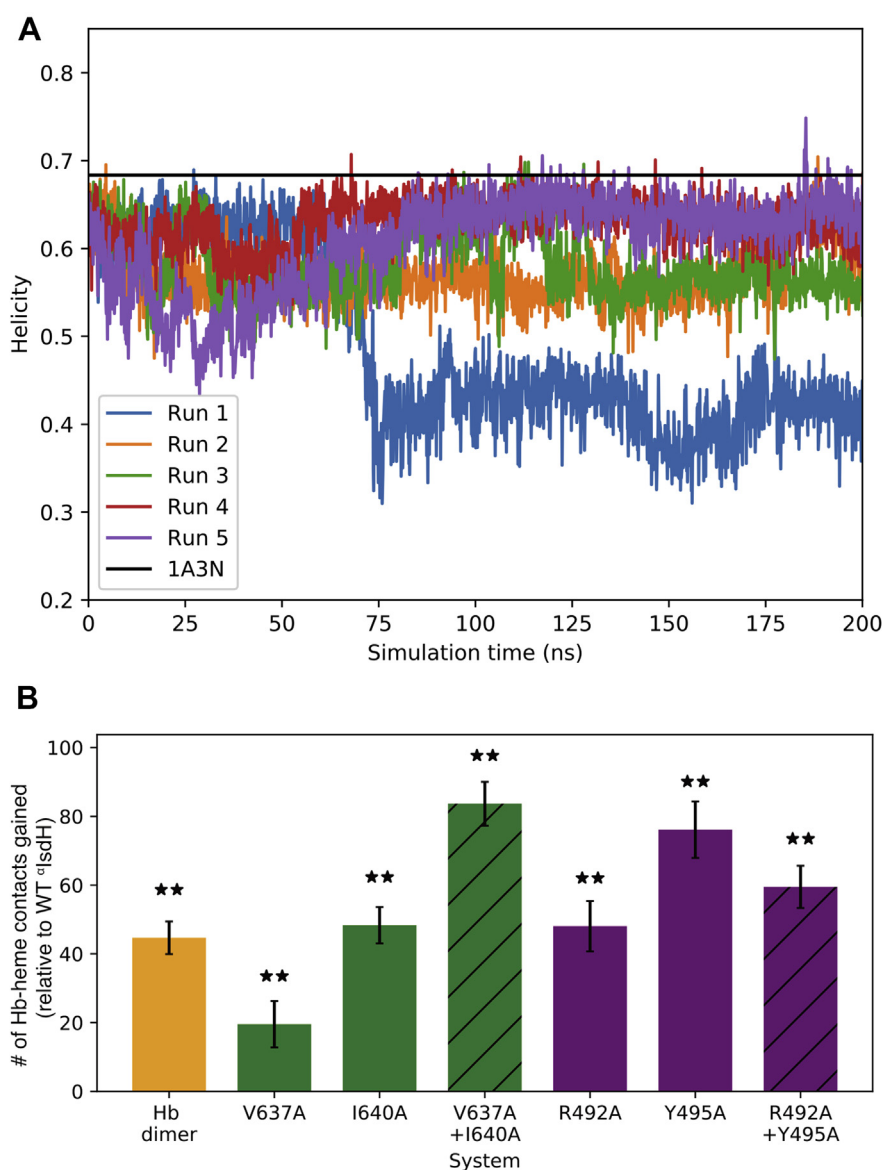 A
Helicity
0.8
0.7
0.6
0.5
0.4
0.3
0.2
Run 1
Run 2
Run 3
Run 4
Run 5
1A3N
0 25 50 75 100 125 150 175 200
Simulation time (ns)
B
# of Hb-heme contacts gained
(relative to WT ᵅIsdH)
100
80
60
40
20
0
★★ ★★ ★★ ★★ ★★ ★★ ★★
Hb V637A I640A V637A R492A Y495A R492A
dimer +I640A +Y495A
System